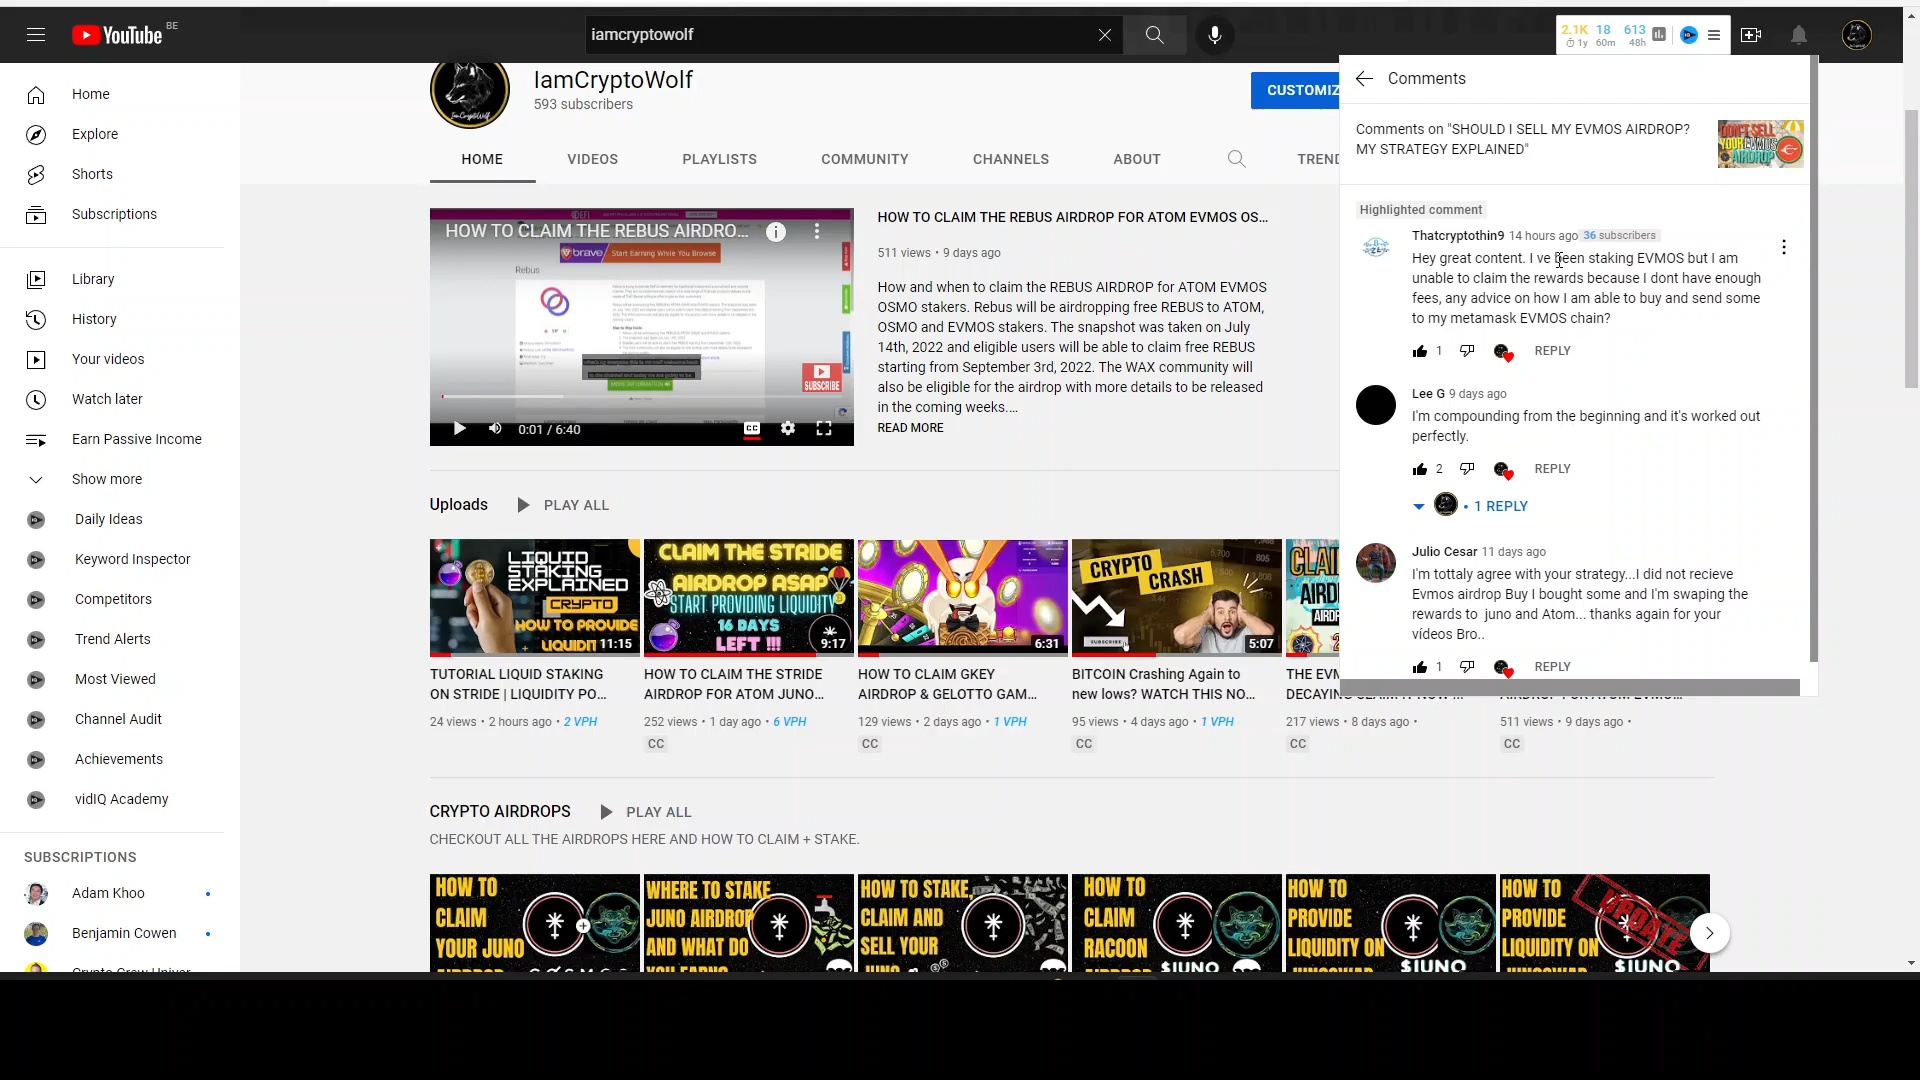 YouTube BE
iamcryptowolf
2.1K 18 613
1y 60m 48h
Home
Explore
Shorts
Subscriptions
Library
History
Your videos
Watch later
Earn Passive Income
Show more
Daily Ideas
Keyword Inspector
Competitors
Trend Alerts
Most Viewed
Channel Audit
Achievements
vidIQ Academy
SUBSCRIPTIONS
Adam Khoo
Benjamin Cowen
IamCryptoWolf
593 subscribers
CUSTOMIZ
HOME VIDEOS PLAYLISTS COMMUNITY CHANNELS ABOUT TREND
HOW TO CLAIM THE REBUS AIRDRO...
brave Start Earning While You Browse
Rebus
SUBSCRIBE
0:01 / 6:40
HOW TO CLAIM THE REBUS AIRDROP FOR ATOM EVMOS OS...
511 views • 9 days ago
How and when to claim the REBUS AIRDROP for ATOM EVMOS
OSMO stakers. Rebus will be airdropping free REBUS to ATOM,
OSMO and EVMOS stakers. The snapshot was taken on July
14th, 2022 and eligible users will be able to claim free REBUS
starting from September 3rd, 2022. The WAX community will
also be eligible for the airdrop with more details to be released
in the coming weeks....
READ MORE
Uploads PLAY ALL
LIQUID
STAKING
EXPLAINED
CRYPTO
HOW TO PROVIDE
LIQUIDIT
11:15
TUTORIAL LIQUID STAKING
ON STRIDE | LIQUIDITY PO...
24 views • 2 hours ago • 2 VPH
CLAIM THE STRIDE
AIRDROP ASAP
START PROVIDING LIQUIDITY
16 DAYS
LEFT !!!
9:17
HOW TO CLAIM THE STRIDE
AIRDROP FOR ATOM JUNO...
252 views • 1 day ago • 6 VPH
CC
6:31
HOW TO CLAIM GKEY
AIRDROP & GELOTTO GAM...
129 views • 2 days ago • 1 VPH
CC
CRYPTO
CRASH
SUBSCRIBE
5:07
BITCOIN Crashing Again to
new lows? WATCH THIS NO...
95 views • 4 days ago • 1 VPH
CC
CLAI
AIRD
THE EV
217 views • 8 days ago •
CC
511 views • 9 days ago •
CC
CRYPTO AIRDROPS PLAY ALL
CHECKOUT ALL THE AIRDROPS HERE AND HOW TO CLAIM + STAKE.
HOW TO
CLAIM
YOUR JUNO
WHERE TO STAKE
JUNO AIRDROP
AND WHAT DO
HOW TO STAKE,
CLAIM AND
SELL YOUR
HOW TO
CLAIM
RACOON
$JUNO
HOW TO
PROVIDE
LIQUIDITY ON
$JUNO
HOW TO
PROVIDE
LIQUIDITY ON
UPDATE
$JUNO
Comments
Comments on "SHOULD I SELL MY EVMOS AIRDROP?
MY STRATEGY EXPLAINED"
DON'T SELL
YOUR EVMOS
AIRDROP
Highlighted comment
Thatcryptothin9 14 hours ago 36 subscribers
Hey great content. I ve been staking EVMOS but I am
unable to claim the rewards because I dont have enough
fees, any advice on how I am able to buy and send some
to my metamask EVMOS chain?
1 REPLY
Lee G 9 days ago
I'm compounding from the beginning and it's worked out
perfectly.
2 REPLY
• 1 REPLY
Julio Cesar 11 days ago
I'm tottaly agree with your strategy...I did not recieve
Evmos airdrop Buy I bought some and I'm swaping the
rewards to juno and Atom... thanks again for your
vídeos Bro..
1 REPLY